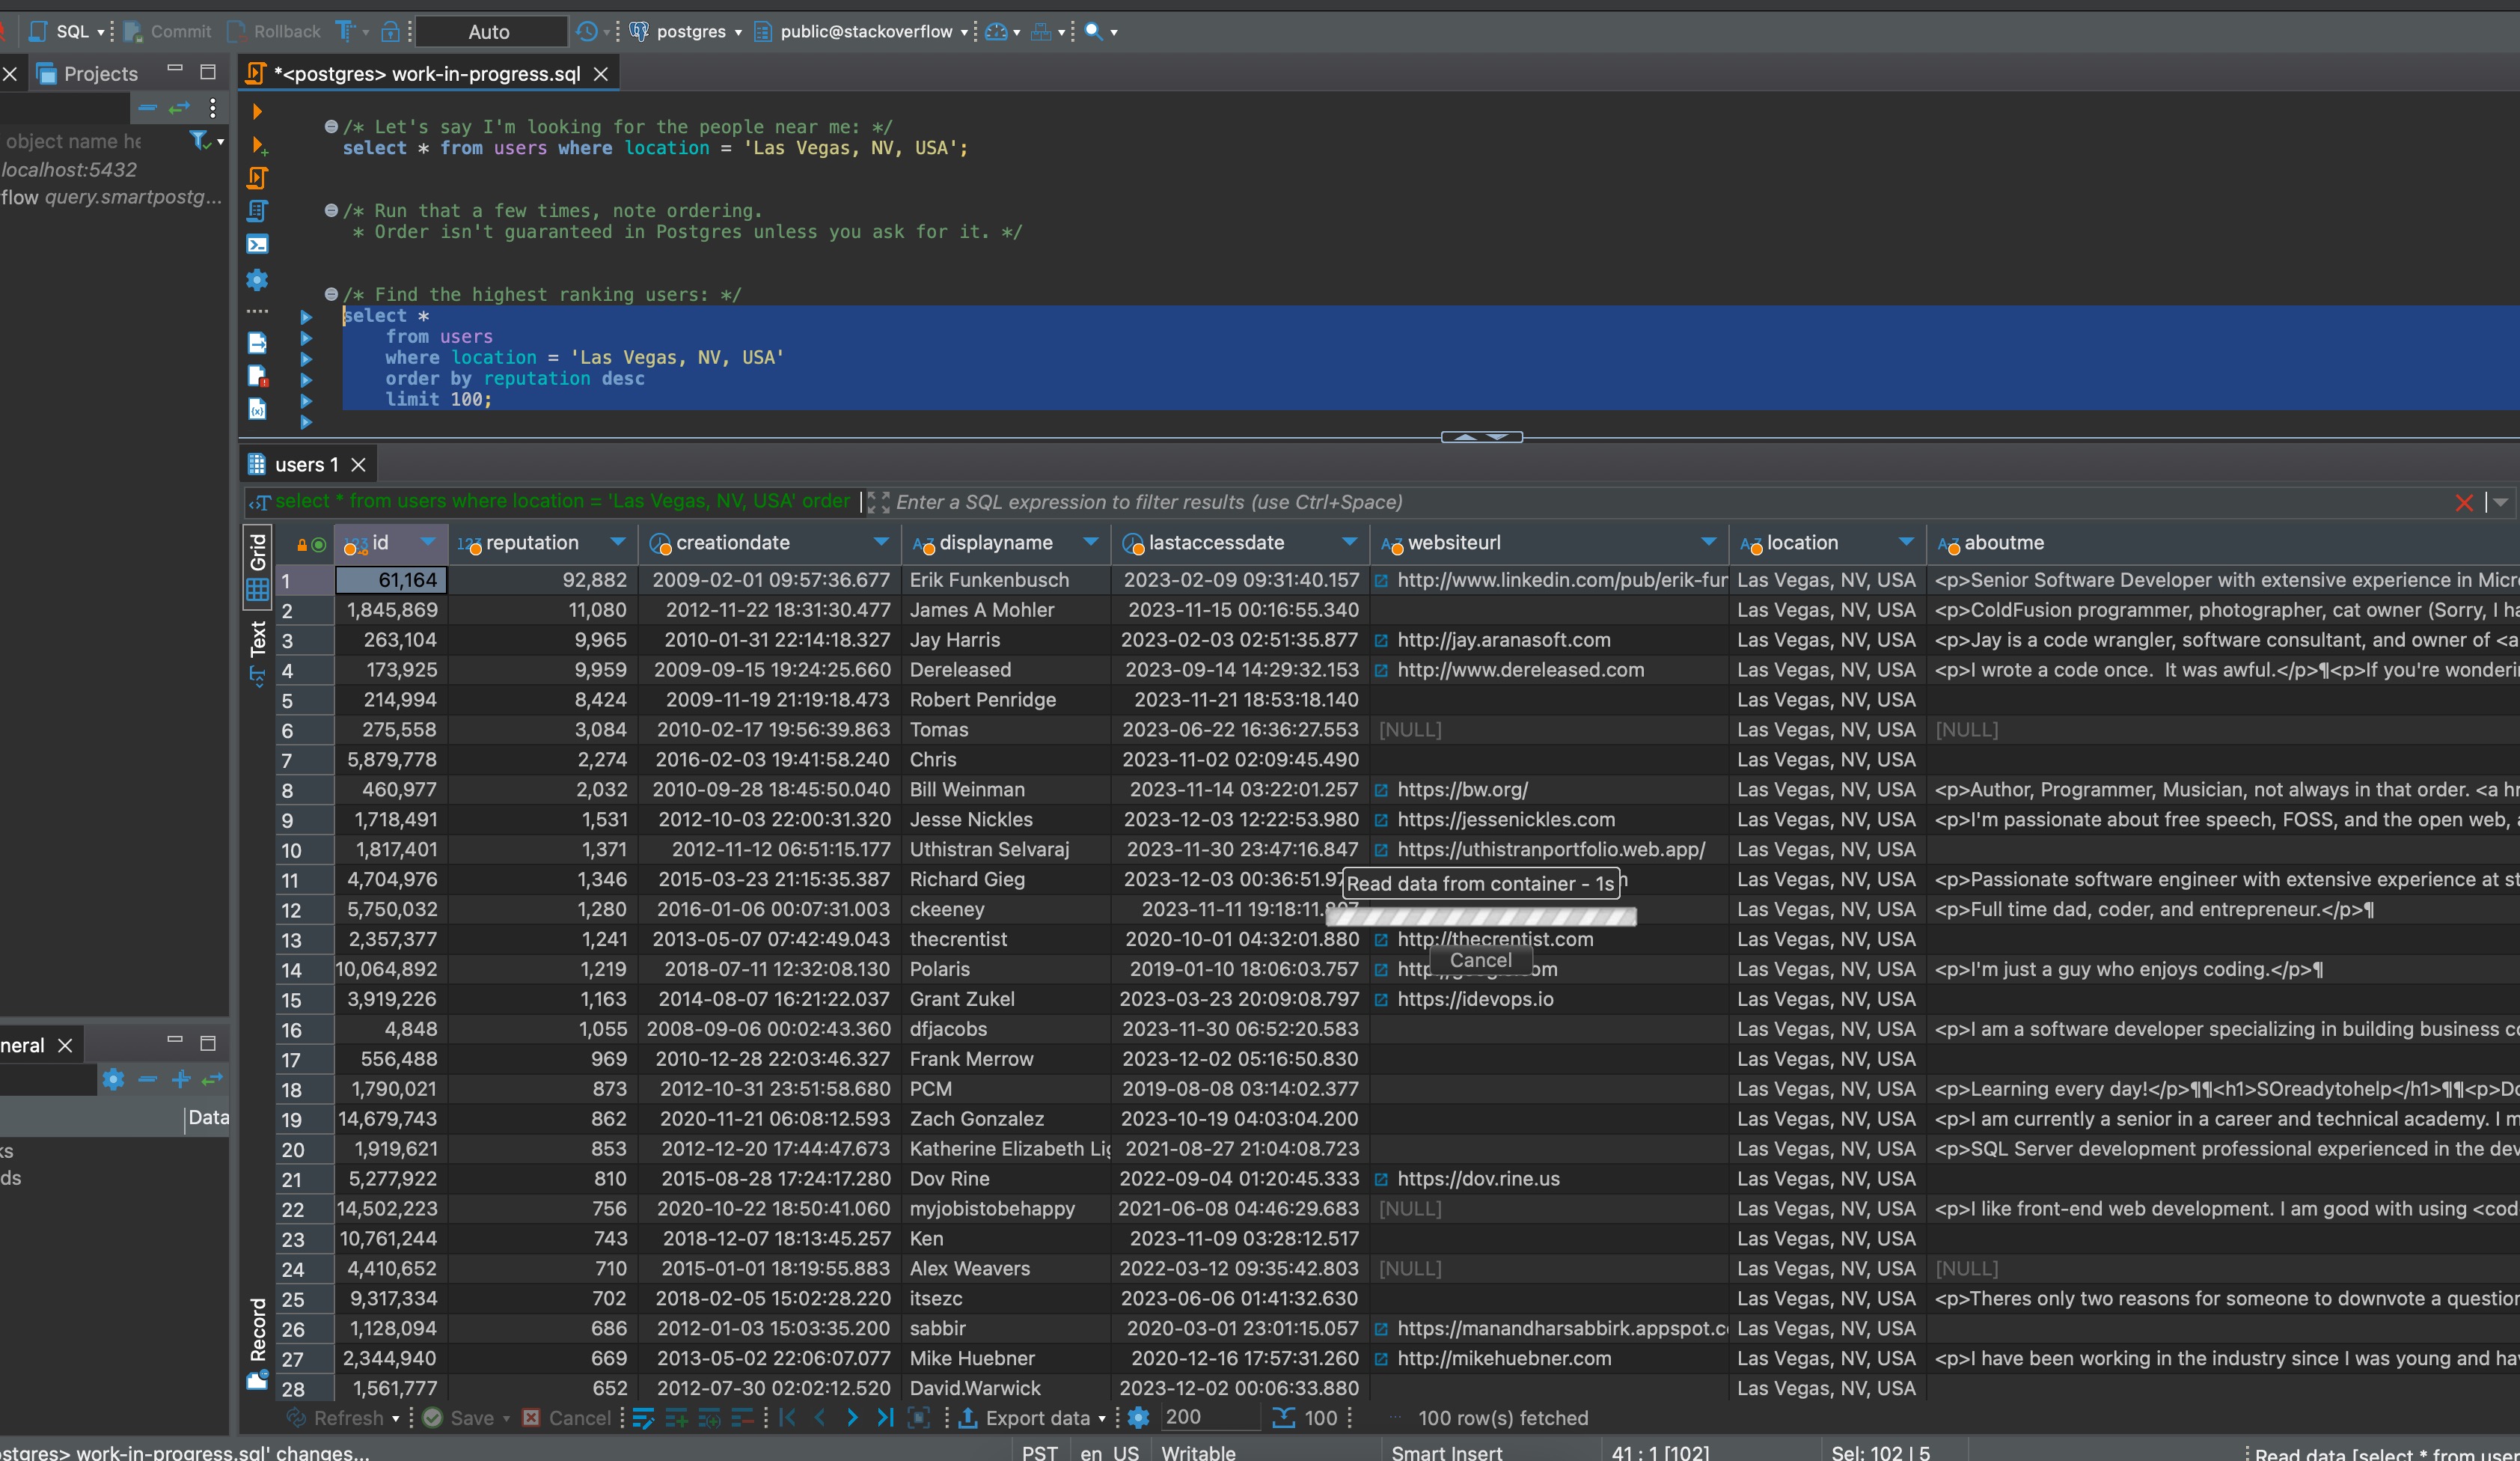 SQL Commit Rollback Auto postgres public@stackoverflow
Projects *<postgres> work-in-progress.sql
/* Let's say I'm looking for the people near me: */
object name he
select * from users where location = 'Las Vegas, NV, USA';
localhost:5432
flow query.smartpostg...
/* Run that a few times, note ordering.
* Order isn't guaranteed in Postgres unless you ask for it. */
/* Find the highest ranking users: */
select *
from users
where location = 'Las Vegas, NV, USA'
order by reputation desc
limit 100;
users 1
select * from users where location = 'Las Vegas, NV, USA' order Enter a SQL expression to filter results (use Ctrl+Space)
Grid
Text
Record
id reputation creationdate displayname lastaccessdate websiteurl location aboutme
1 61,164 92,882 2009-02-01 09:57:36.677 Erik Funkenbusch 2023-02-09 09:31:40.157 http://www.linkedin.com/pub/erik-fur Las Vegas, NV, USA <p>Senior Software Developer with extensive experience in Micr
2 1,845,869 11,080 2012-11-22 18:31:30.477 James A Mohler 2023-11-15 00:16:55.340 Las Vegas, NV, USA <p>ColdFusion programmer, photographer, cat owner (Sorry, I ha
3 263,104 9,965 2010-01-31 22:14:18.327 Jay Harris 2023-02-03 02:51:35.877 http://jay.aranasoft.com Las Vegas, NV, USA <p>Jay is a code wrangler, software consultant, and owner of <a
4 173,925 9,959 2009-09-15 19:24:25.660 Dereleased 2023-09-14 14:29:32.153 http://www.dereleased.com Las Vegas, NV, USA <p>I wrote a code once. It was awful.</p>¶<p>If you're wonderi
5 214,994 8,424 2009-11-19 21:19:18.473 Robert Penridge 2023-11-21 18:53:18.140 Las Vegas, NV, USA
6 275,558 3,084 2010-02-17 19:56:39.863 Tomas 2023-06-22 16:36:27.553 [NULL] Las Vegas, NV, USA [NULL]
7 5,879,778 2,274 2016-02-03 19:41:58.240 Chris 2023-11-02 02:09:45.490 Las Vegas, NV, USA
8 460,977 2,032 2010-09-28 18:45:50.040 Bill Weinman 2023-11-14 03:22:01.257 https://bw.org/ Las Vegas, NV, USA <p>Author, Programmer, Musician, not always in that order. <a hr
9 1,718,491 1,531 2012-10-03 22:00:31.320 Jesse Nickles 2023-12-03 12:22:53.980 https://jessenickles.com Las Vegas, NV, USA <p>I'm passionate about free speech, FOSS, and the open web, a
10 1,817,401 1,371 2012-11-12 06:51:15.177 Uthistran Selvaraj 2023-11-30 23:47:16.847 https://uthistranportfolio.web.app/ Las Vegas, NV, USA
11 4,704,976 1,346 2015-03-23 21:15:35.387 Richard Gieg 2023-12-03 00:36:51.97 Las Vegas, NV, USA <p>Passionate software engineer with extensive experience at st
Read data from container - 1s
12 5,750,032 1,280 2016-01-06 00:07:31.003 ckeeney 2023-11-11 19:18:11.807 Las Vegas, NV, USA <p>Full time dad, coder, and entrepreneur.</p>¶
13 2,357,377 1,241 2013-05-07 07:42:49.043 thecrentist 2020-10-01 04:32:01.880 http://thecrentist.com Las Vegas, NV, USA
Cancel
14 10,064,892 1,219 2018-07-11 12:32:08.130 Polaris 2019-01-10 18:06:03.757 Las Vegas, NV, USA <p>I'm just a guy who enjoys coding.</p>¶
15 3,919,226 1,163 2014-08-07 16:21:22.037 Grant Zukel 2023-03-23 20:09:08.797 https://idevops.io Las Vegas, NV, USA
16 4,848 1,055 2008-09-06 00:02:43.360 dfjacobs 2023-11-30 06:52:20.583 Las Vegas, NV, USA <p>I am a software developer specializing in building business co
17 556,488 969 2010-12-28 22:03:46.327 Frank Merrow 2023-12-02 05:16:50.830 Las Vegas, NV, USA
18 1,790,021 873 2012-10-31 23:51:58.680 PCM 2019-08-08 03:14:02.377 Las Vegas, NV, USA <p>Learning every day!</p>¶¶<h1>SOreadytohelp</h1>¶¶<p>Do
19 14,679,743 862 2020-11-21 06:08:12.593 Zach Gonzalez 2023-10-19 04:03:04.200 Las Vegas, NV, USA <p>I am currently a senior in a career and technical academy. I m
20 1,919,621 853 2012-12-20 17:44:47.673 Katherine Elizabeth Lig 2021-08-27 21:04:08.723 Las Vegas, NV, USA <p>SQL Server development professional experienced in the dev
21 5,277,922 810 2015-08-28 17:24:17.280 Dov Rine 2022-09-04 01:20:45.333 https://dov.rine.us Las Vegas, NV, USA
22 14,502,223 756 2020-10-22 18:50:41.060 myjobistobehappy 2021-06-08 04:46:29.683 [NULL] Las Vegas, NV, USA <p>I like front-end web development. I am good with using <cod
23 10,761,244 743 2018-12-07 18:13:45.257 Ken 2023-11-09 03:28:12.517 Las Vegas, NV, USA
24 4,410,652 710 2015-01-01 18:19:55.883 Alex Weavers 2022-03-12 09:35:42.803 [NULL] Las Vegas, NV, USA [NULL]
25 9,317,334 702 2018-02-05 15:02:28.220 itsezc 2023-06-06 01:41:32.630 Las Vegas, NV, USA <p>Theres only two reasons for someone to downvote a question
26 1,128,094 686 2012-01-03 15:03:35.200 sabbir 2020-03-01 23:01:15.057 https://manandharsabbirk.appspot.c Las Vegas, NV, USA
27 2,344,940 669 2013-05-02 22:06:07.077 Mike Huebner 2020-12-16 17:57:31.260 http://mikehuebner.com Las Vegas, NV, USA <p>I have been working in the industry since I was young and hav
28 1,561,777 652 2012-07-30 02:02:12.520 David.Warwick 2023-12-02 00:06:33.880 Las Vegas, NV, USA
neral
Data
ks
ds
Refresh Save Cancel Export data 200 100 ... 100 row(s) fetched
ostgres> work-in-progress.sql' changes... PST en_US Writable Smart Insert 41 : 1 [102] Sel: 102 | 5 Read data [select * from user